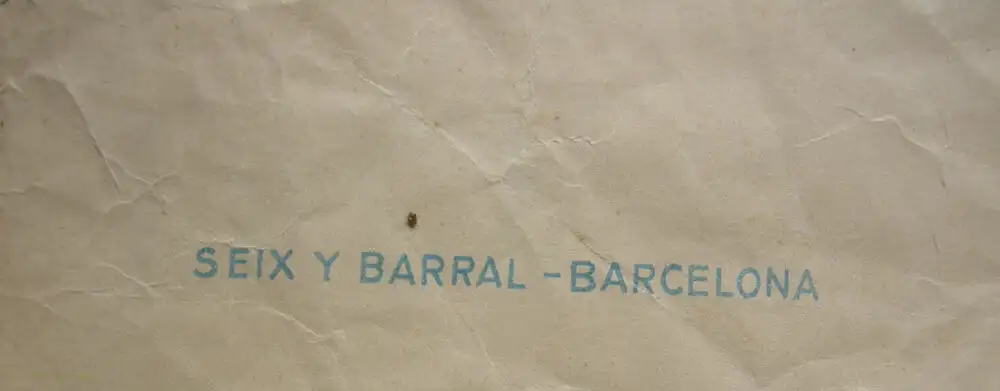 SEIX Y BARRAL - BARCELONA